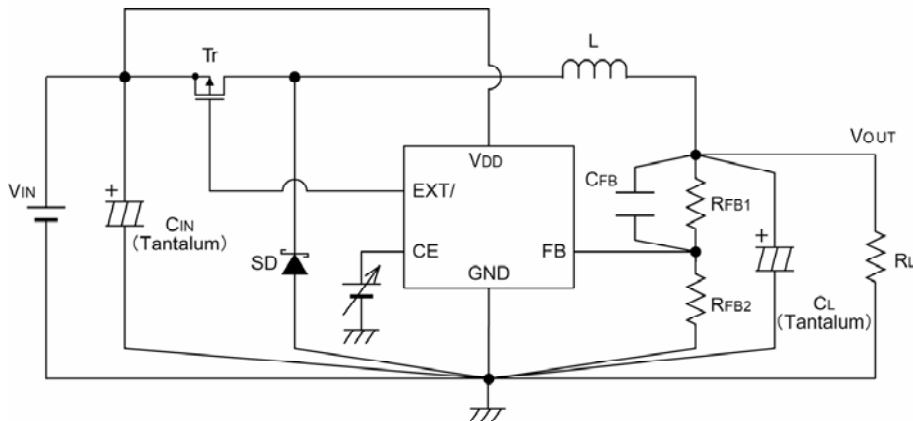 Tr
L
VDD
VOUT
EXT/
CFB
RFB1
VIN
+
CIN
(Tantalum)
SD
CE
FB
GND
+
RL
RFB2
CL
(Tantalum)